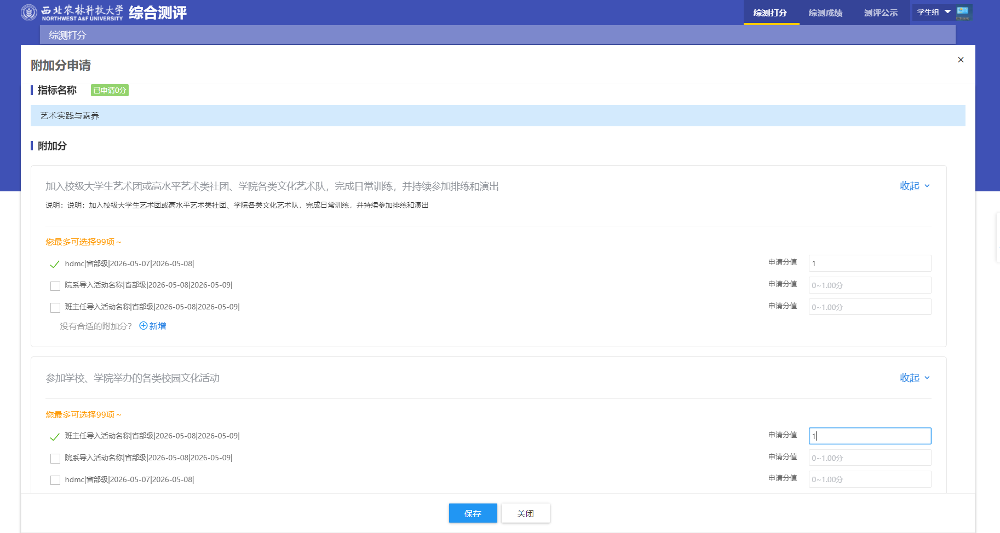 西北农林科技大学 综合测评
NORTHWEST A&F UNIVERSITY
综测打分 综测成绩 测评公示 学生组
综测打分
附加分申请
指标名称 已申请0分
艺术实践与素养
附加分
加入校级大学生艺术团或高水平艺术类社团、学院各类文化艺术队，完成日常训练，并持续参加排练和演出 收起
说明：说明：加入校级大学生艺术团或高水平艺术类社团、学院各类文化艺术队，完成日常训练，并持续参加排练和演出
您最多可选择99项～
hdmc|省部级|2026-05-07|2026-05-08| 申请分值 1
院系导入活动名称|省部级|2026-05-08|2026-05-09| 申请分值 0~1.00分
班主任导入活动名称|省部级|2026-05-08|2026-05-09| 申请分值 0~1.00分
没有合适的附加分？ 新增
参加学校、学院举办的各类校园文化活动 收起
您最多可选择99项～
班主任导入活动名称|省部级|2026-05-08|2026-05-09| 申请分值 1
院系导入活动名称|省部级|2026-05-08|2026-05-09| 申请分值 0~1.00分
hdmc|省部级|2026-05-07|2026-05-08| 申请分值 0~1.00分
保存 关闭